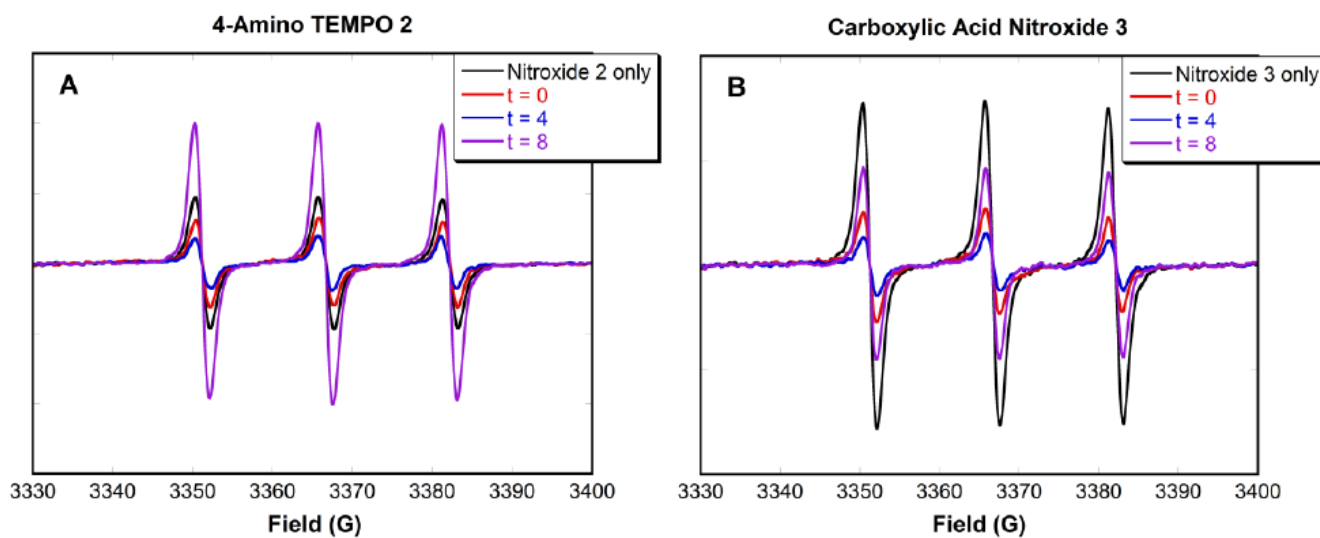 4-Amino TEMPO 2
A
Nitroxide 2 only
t = 0
t = 4
t = 8
3330 3340 3350 3360 3370 3380 3390 3400
Field (G)
Carboxylic Acid Nitroxide 3
B
Nitroxide 3 only
t = 0
t = 4
t = 8
3330 3340 3350 3360 3370 3380 3390 3400
Field (G)